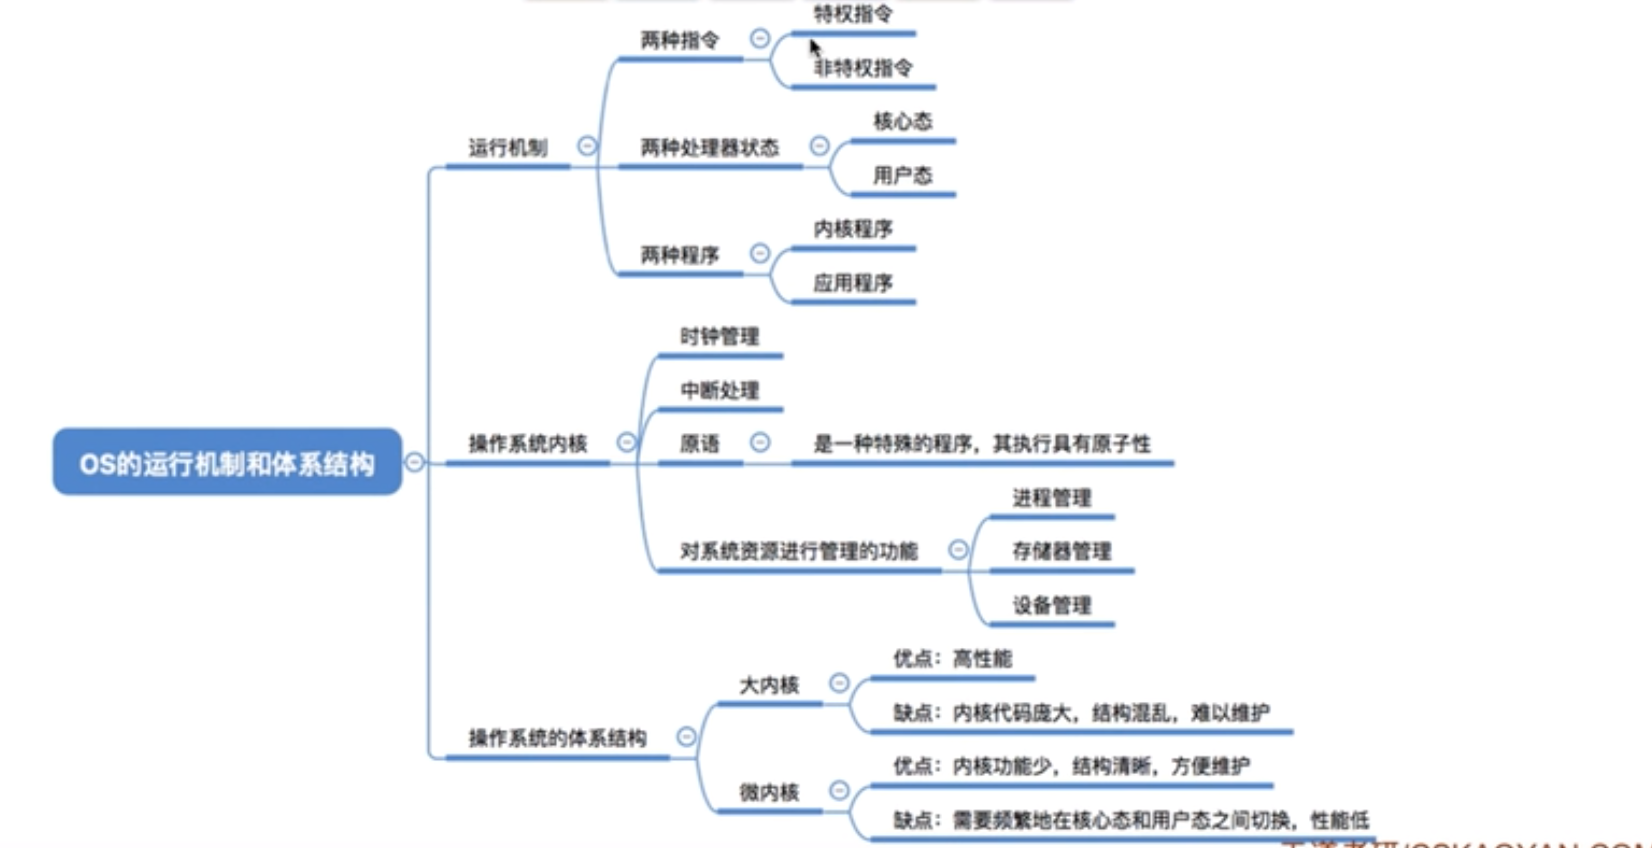 特权指令
两种指令
非特权指令
核心态
运行机制
两种处理器状态
用户态
内核程序
两种程序
应用程序
时钟管理
中断处理
操作系统内核
原语
是一种特殊的程序，其执行具有原子性
OS的运行机制和体系结构
进程管理
对系统资源进行管理的功能
存储器管理
设备管理
优点：高性能
大内核
缺点：内核代码庞大，结构混乱，难以维护
操作系统的体系结构
优点：内核功能少，结构清晰，方便维护
微内核
缺点：需要频繁地在核心态和用户态之间切换，性能低